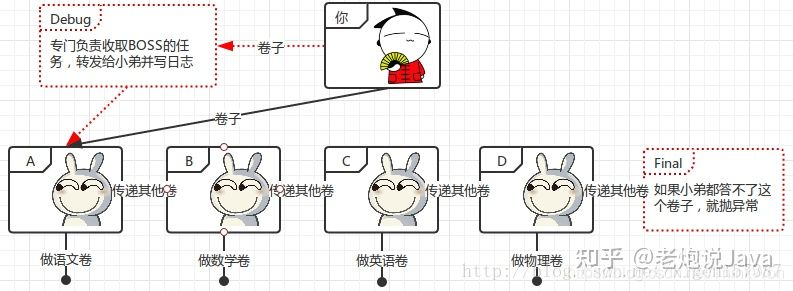 Debug
专门负责收取BOSS的任
务，转发给小弟并写日志
你
卷子
卷子
A
B
C
D
传递其他卷
传递其他卷
传递其他卷
传递其他卷
Final
如果小弟都答不了这
个卷子，就抛异常
做语文卷
做数学卷
做英语卷
做物理卷
知乎 @老炮说Java